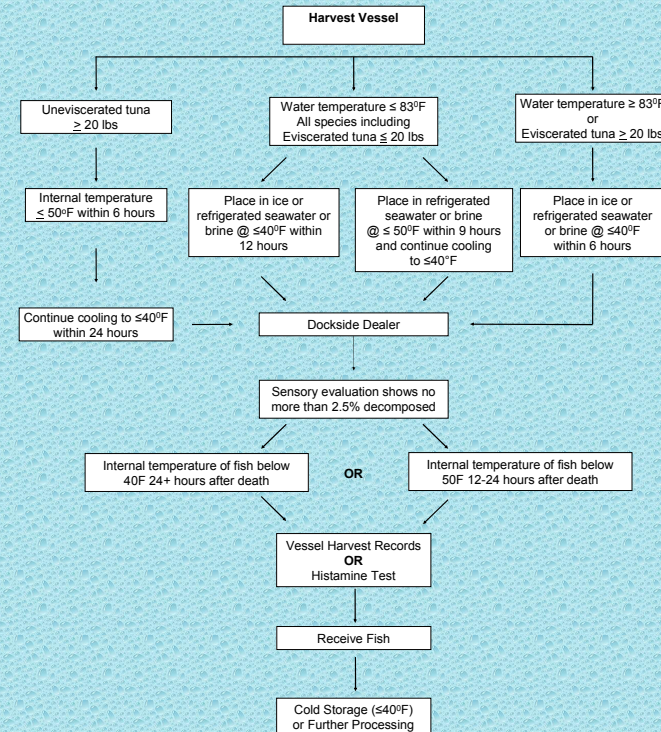 Harvest Vessel
Uneviscerated tuna
≥ 20 lbs
Water temperature ≤ 83⁰F
All species including
Eviscerated tuna ≤ 20 lbs
Water temperature ≥ 83⁰F
or
Eviscerated tuna ≥ 20 lbs
Internal temperature
≤ 50°F within 6 hours
Place in ice or
refrigerated seawater or
brine @ ≤40⁰F within
12 hours
Place in refrigerated
seawater or brine
@ ≤ 50⁰F within 9 hours
and continue cooling
to ≤40°F
Place in ice or
refrigerated seawater
or brine @ ≤40⁰F
within 6 hours
Continue cooling to ≤40⁰F
within 24 hours
Dockside Dealer
Sensory evaluation shows no
more than 2.5% decomposed
Internal temperature of fish below
40F 24+ hours after death
OR
Internal temperature of fish below
50F 12-24 hours after death
Vessel Harvest Records
OR
Histamine Test
Receive Fish
Cold Storage (≤40⁰F)
or Further Processing